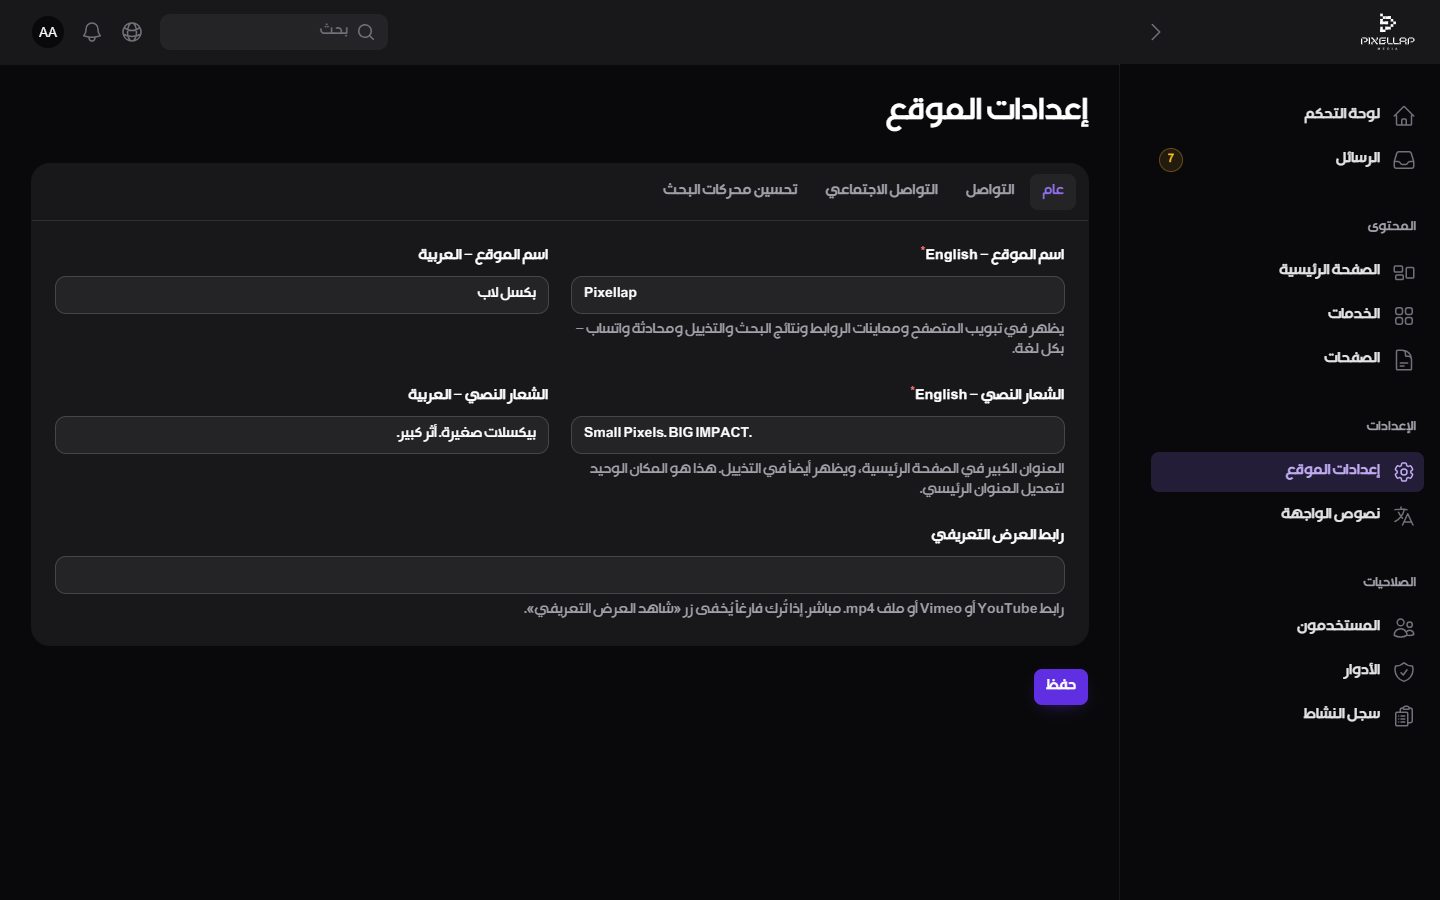 PIXELLAP
MEDIA
بحث
AA
لوحة التحكم
الرسائل
7
المحتوى
الصفحة الرئيسية
الخدمات
الصفحات
الإعدادات
إعدادات الموقع
نصوص الواجهة
الصلاحيات
المستخدمون
الأدوار
سجل النشاط
إعدادات الموقع
عام
التواصل
التواصل الاجتماعي
تحسين محركات البحث
اسم الموقع – English*
Pixellap
يظهر في تبويب المتصفح ومعاينات الروابط ونتائج البحث والتذييل ومحادثة واتساب –
بكل لغة.
اسم الموقع – العربية
بكسل لاب
الشعار النصي – English*
Small Pixels. BIG IMPACT.
العنوان الكبير في الصفحة الرئيسية، ويظهر أيضاً في التذييل. هذا هو المكان الوحيد
لتعديل العنوان الرئيسي.
الشعار النصي – العربية
بيكسلات صغيرة. أثر كبير.
رابط العرض التعريفي
رابط YouTube أو Vimeo أو ملف mp4. مباشر. إذا تُرك فارغاً يُخفى زر «شاهد العرض التعريفي».
حفظ